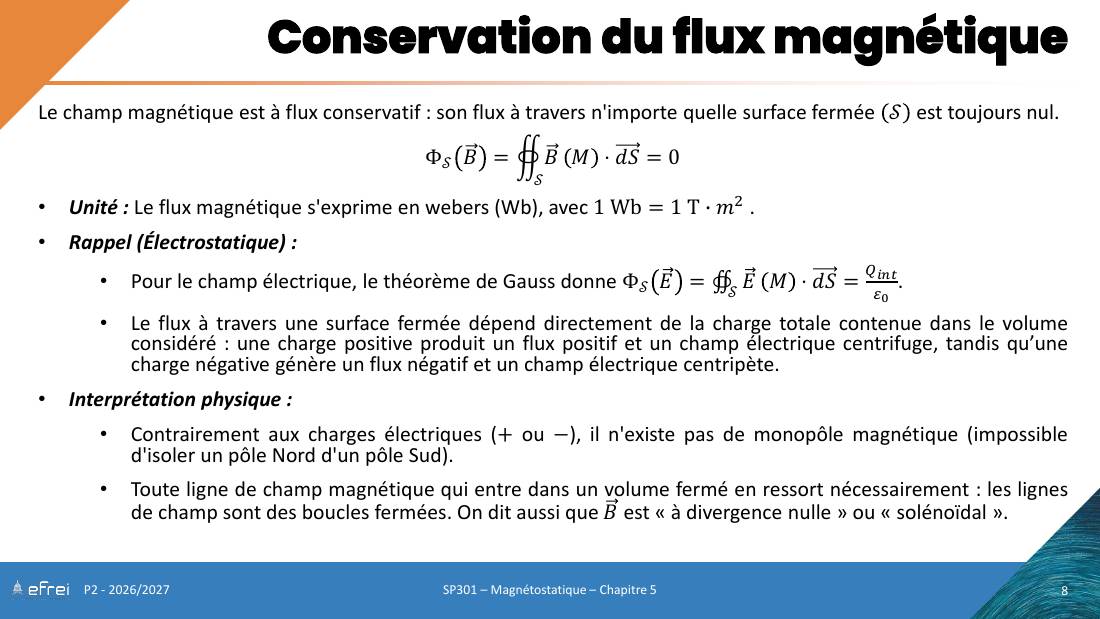 Conservation du flux magnétique
Le champ magnétique est à flux conservatif : son flux à travers n'importe quelle surface fermée (𝒮) est toujours nul.
Φ_𝒮(B⃗) = ∯_𝒮 B⃗ (M) · dS⃗ = 0
• Unité : Le flux magnétique s'exprime en webers (Wb), avec 1 Wb = 1 T · m² .
• Rappel (Électrostatique) :
• Pour le champ électrique, le théorème de Gauss donne Φ_𝒮(E⃗) = ∯_𝒮 E⃗ (M) · dS⃗ = Q_int/ε₀.
• Le flux à travers une surface fermée dépend directement de la charge totale contenue dans le volume
considéré : une charge positive produit un flux positif et un champ électrique centrifuge, tandis qu’une
charge négative génère un flux négatif et un champ électrique centripète.
• Interprétation physique :
• Contrairement aux charges électriques (+ ou −), il n'existe pas de monopôle magnétique (impossible
d'isoler un pôle Nord d'un pôle Sud).
• Toute ligne de champ magnétique qui entre dans un volume fermé en ressort nécessairement : les lignes
de champ sont des boucles fermées. On dit aussi que B⃗ est « à divergence nulle » ou « solénoïdal ».
efrei P2 - 2026/2027 SP301 – Magnétostatique – Chapitre 5 8